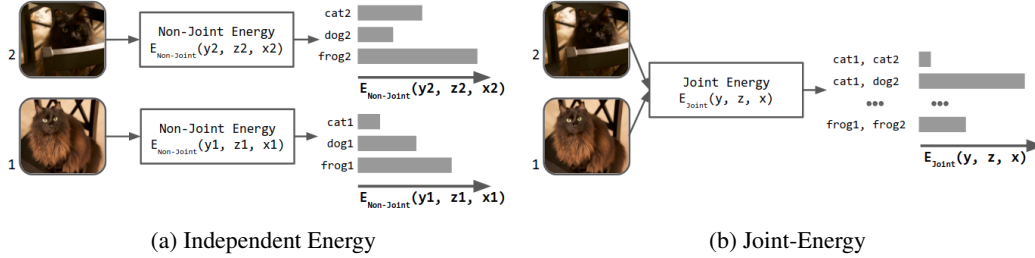 2
Non-Joint Energy
E_Non-Joint(y2, z2, x2)
cat2
dog2
frog2
E_Non-Joint(y2, z2, x2)
1
Non-Joint Energy
E_Non-Joint(y1, z1, x1)
cat1
dog1
frog1
E_Non-Joint(y1, z1, x1)
(a) Independent Energy
2
1
Joint Energy
E_Joint(y, z, x)
cat1, cat2
cat1, dog2
•••
•••
frog1, frog2
E_Joint(y, z, x)
(b) Joint-Energy